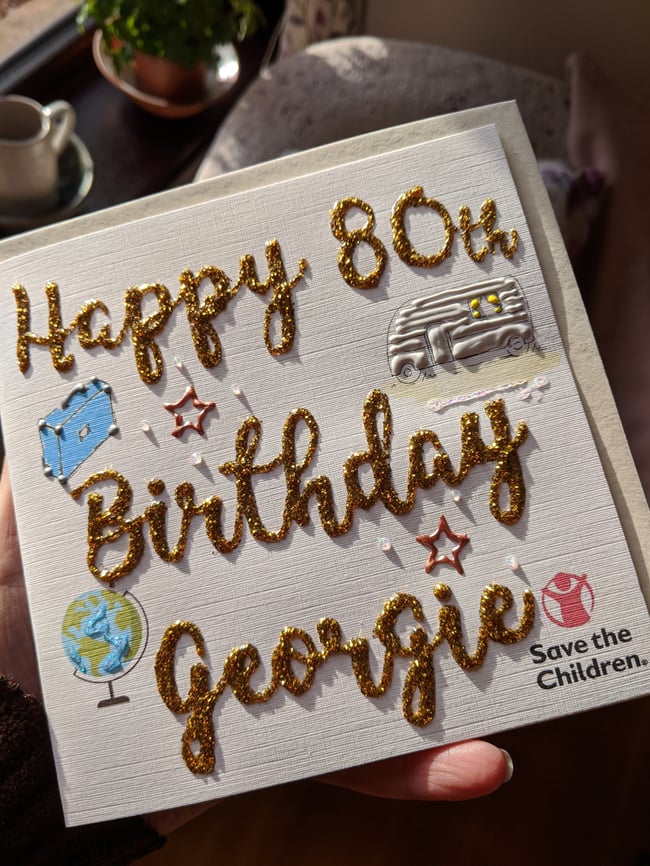 Happy 80th
Birthday
Georgie
Save the
Children.